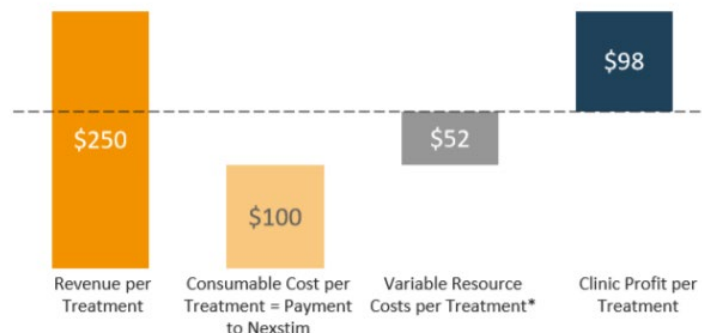 $98
$250
$52
$100
Revenue per
Treatment
Consumable Cost per
Treatment = Payment
to Nexstim
Variable Resource
Costs per Treatment*
Clinic Profit per
Treatment